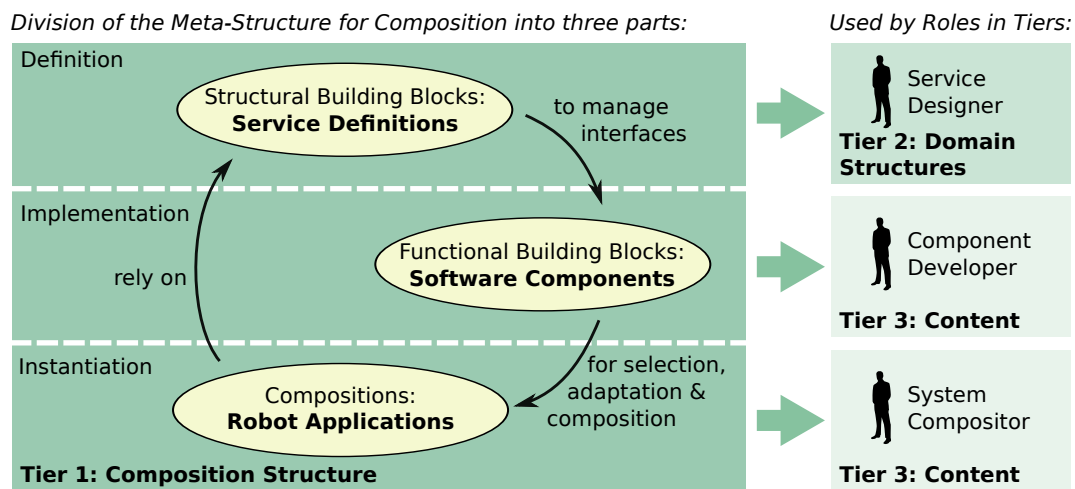 Division of the Meta-Structure for Composition into three parts:
Used by Roles in Tiers:
Definition
Structural Building Blocks:
Service Definitions
to manage
interfaces
Service
Designer
Tier 2: Domain
Structures
Implementation
rely on
Functional Building Blocks:
Software Components
Component
Developer
Tier 3: Content
Instantiation
Compositions:
Robot Applications
for selection,
adaptation &
composition
Tier 1: Composition Structure
System
Compositor
Tier 3: Content